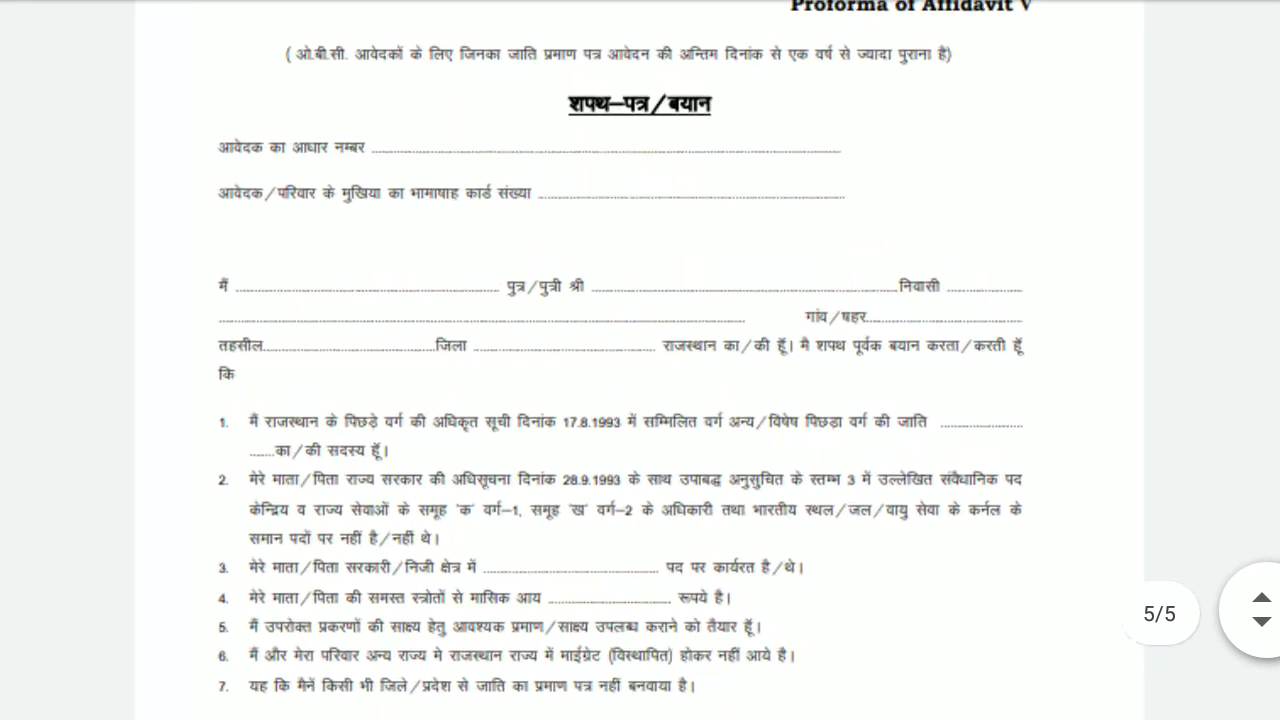 Proforma of Affidavit V
( ओ.बी.सी. आवेदकों के लिए जिनका जाति प्रमाण पत्र आवेदन की अन्तिम दिनांक से एक वर्ष से ज्यादा पुराना है)
शपथ–पत्र/बयान
आवेदक का आधार नम्बर ........................................
आवेदक/परिवार के मुखिया का भामाषाह कार्ड संख्या ........................................
मैं ........................................ पुत्र/पुत्री श्री ........................................निवासी ....................
........................................ गांव/षहर........................................
तहसील........................................जिला ........................................ राजस्थान का/की हूँ। मै शपथ पूर्वक बयान करता/करती हूँ
कि
1. मैं राजस्थान के पिछड़े वर्ग की अधिकृत सूची दिनांक 17.8.1993 में सम्मिलित वर्ग अन्य/विषेष पिछडा वर्ग की जाति ....................
.......का/की सदस्य हूँ।
2. मेरे माता/पिता राज्य सरकार की अधिसूचना दिनांक 28.9.1993 के साथ उपाबद्ध अनुसुचित के स्तम्भ 3 में उल्लेखित संवैधानिक पद
केन्द्रिय व राज्य सेवाओं के समूह 'क' वर्ग–1, समूह 'ख' वर्ग–2 के अधिकारी तथा भारतीय स्थल/जल/वायु सेवा के कर्नल के
समान पदों पर नहीं है/नहीं थे।
3. मेरे माता/पिता सरकारी/निजी क्षेत्र में ........................................ पद पर कार्यरत है/थे।
4. मेरे माता/पिता की समस्त स्त्रोतों से मासिक आय .............................. रूपये है।
5. मैं उपरोक्त प्रकरणों की साक्ष्य हेतु आवश्यक प्रमाण/साक्ष्य उपलब्ध कराने को तैयार हूँ।
6. मैं और मेरा परिवार अन्य राज्य मे राजस्थान राज्य में माईग्रेट (विस्थापित) होकर नहीं आये है।
7. यह कि मैनें किसी भी जिले/प्रदेश से जाति का प्रमाण पत्र नहीं बनवाया है।
5/5